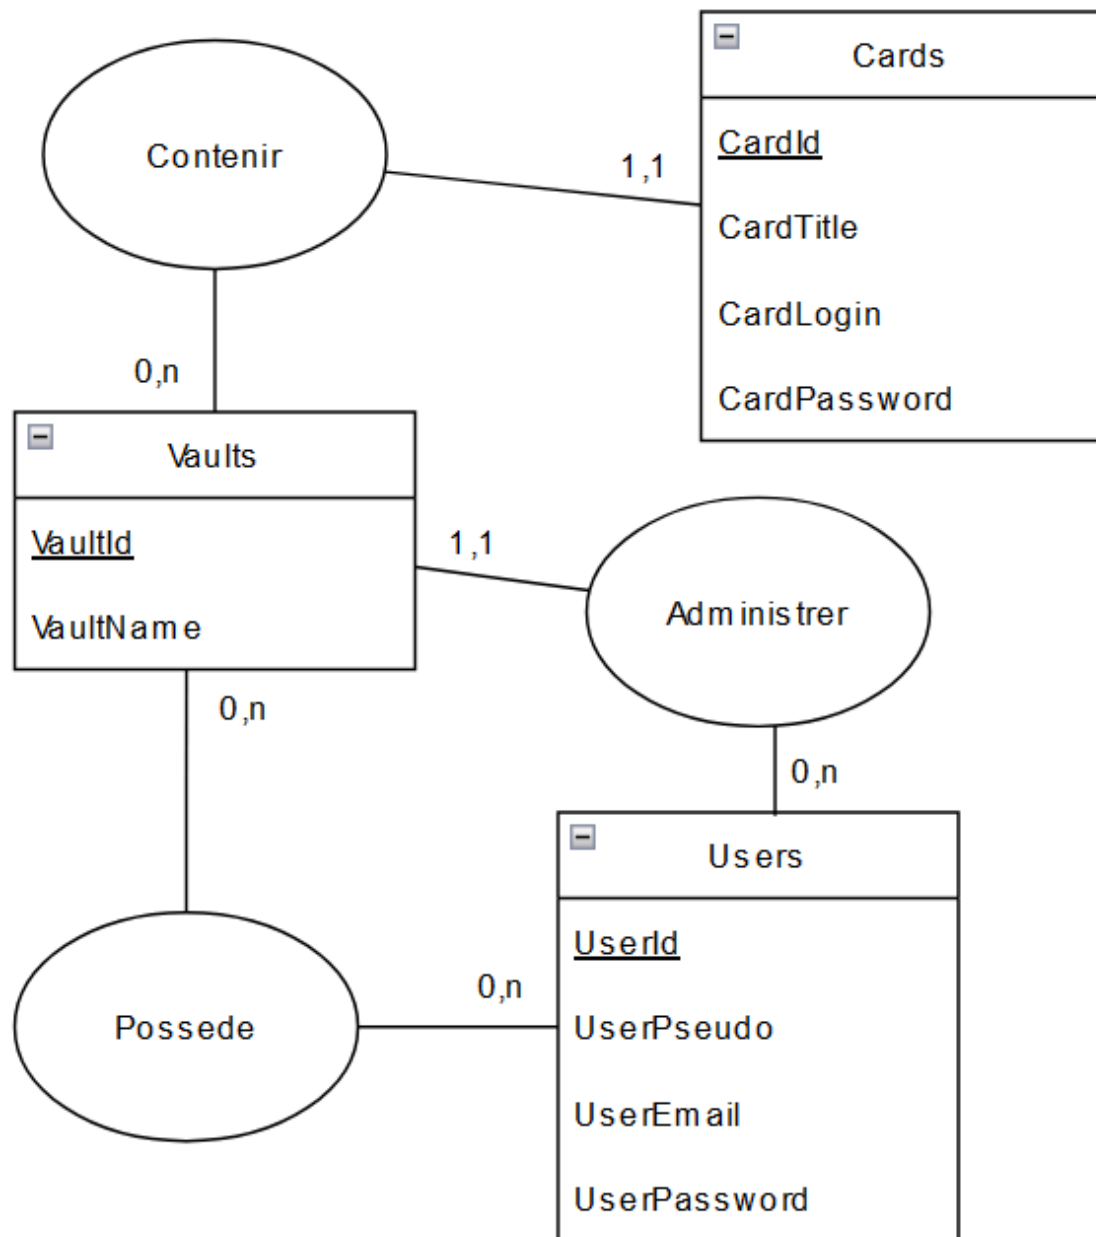 Cards
Contenir
CardId
1,1
CardTitle
CardLogin
0,n
CardPassword
Vaults
VaultId
1,1
VaultName
Administrer
0,n
0,n
Users
UserId
0,n
Possede
UserPseudo
UserEmail
UserPassword